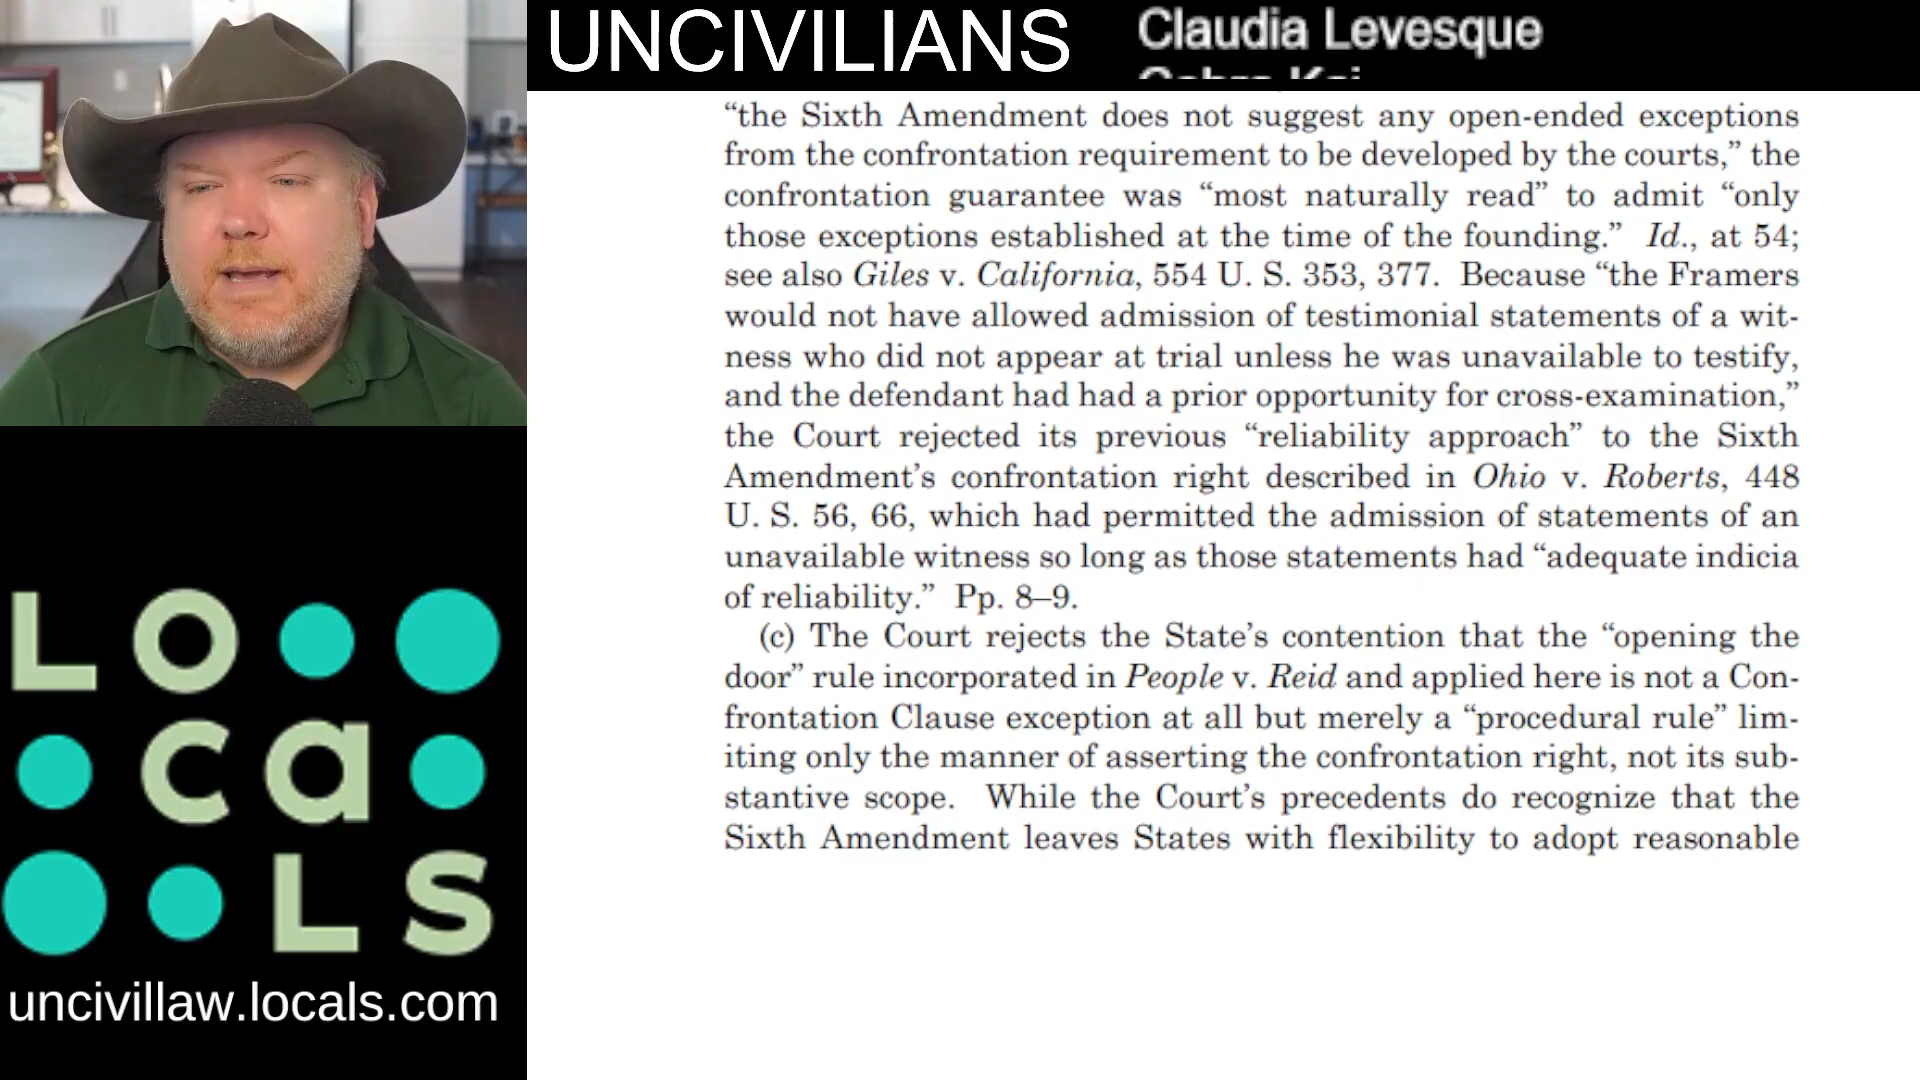 UNCIVILIANS
Claudia Levesque
Cobra Kai
“the Sixth Amendment does not suggest any open-ended exceptions
from the confrontation requirement to be developed by the courts,” the
confrontation guarantee was “most naturally read” to admit “only
those exceptions established at the time of the founding.” Id., at 54;
see also Giles v. California, 554 U. S. 353, 377. Because “the Framers
would not have allowed admission of testimonial statements of a wit-
ness who did not appear at trial unless he was unavailable to testify,
and the defendant had had a prior opportunity for cross-examination,”
the Court rejected its previous “reliability approach” to the Sixth
Amendment’s confrontation right described in Ohio v. Roberts, 448
U. S. 56, 66, which had permitted the admission of statements of an
unavailable witness so long as those statements had “adequate indicia
of reliability.” Pp. 8–9.
(c) The Court rejects the State’s contention that the “opening the
door” rule incorporated in People v. Reid and applied here is not a Con-
frontation Clause exception at all but merely a “procedural rule” lim-
iting only the manner of asserting the confrontation right, not its sub-
stantive scope. While the Court’s precedents do recognize that the
Sixth Amendment leaves States with flexibility to adopt reasonable
LO
ca
LS
uncivillaw.locals.com